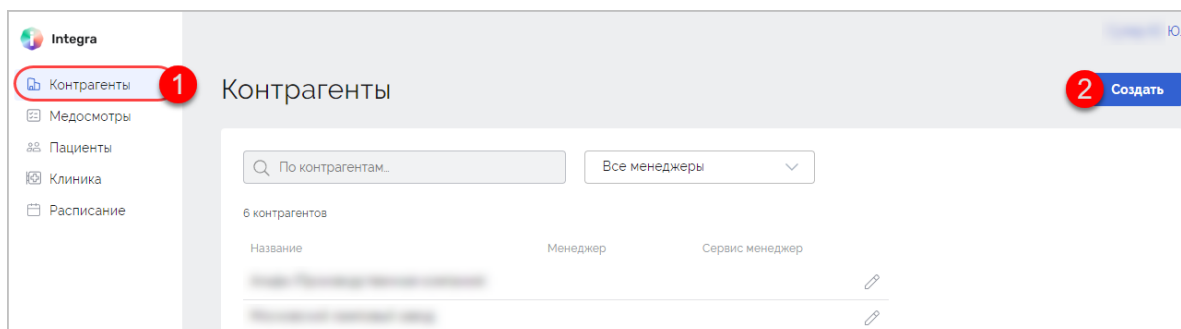 Integra
Контрагенты
1
Медосмотры
Пациенты
Клиника
Расписание
Контрагенты
2
Создать
По контрагентам...
Все менеджеры
6 контрагентов
Название Менеджер Сервис менеджер